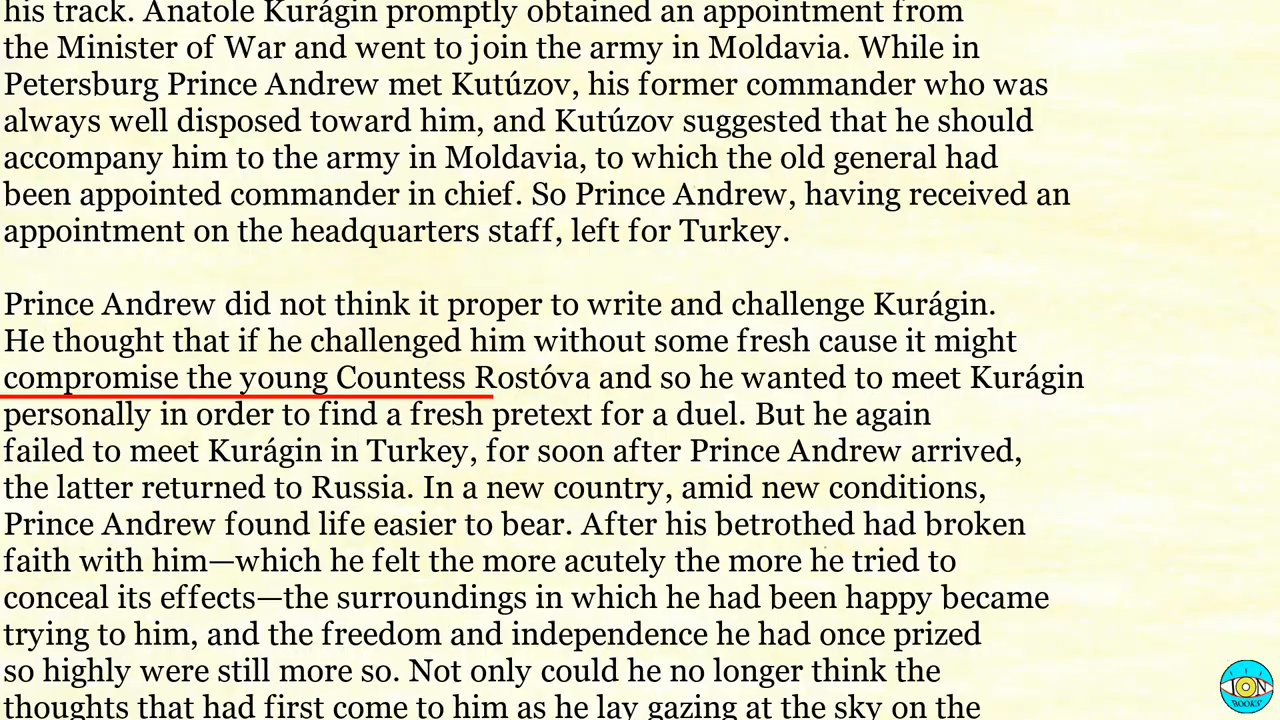 his track. Anatole Kurágin promptly obtained an appointment from
the Minister of War and went to join the army in Moldavia. While in
Petersburg Prince Andrew met Kutúzov, his former commander who was
always well disposed toward him, and Kutúzov suggested that he should
accompany him to the army in Moldavia, to which the old general had
been appointed commander in chief. So Prince Andrew, having received an
appointment on the headquarters staff, left for Turkey.
Prince Andrew did not think it proper to write and challenge Kurágin.
He thought that if he challenged him without some fresh cause it might
compromise the young Countess Rostóva and so he wanted to meet Kurágin
personally in order to find a fresh pretext for a duel. But he again
failed to meet Kurágin in Turkey, for soon after Prince Andrew arrived,
the latter returned to Russia. In a new country, amid new conditions,
Prince Andrew found life easier to bear. After his betrothed had broken
faith with him—which he felt the more acutely the more he tried to
conceal its effects—the surroundings in which he had been happy became
trying to him, and the freedom and independence he had once prized
so highly were still more so. Not only could he no longer think the
thoughts that had first come to him as he lay gazing at the sky on the
ION
BOOKS